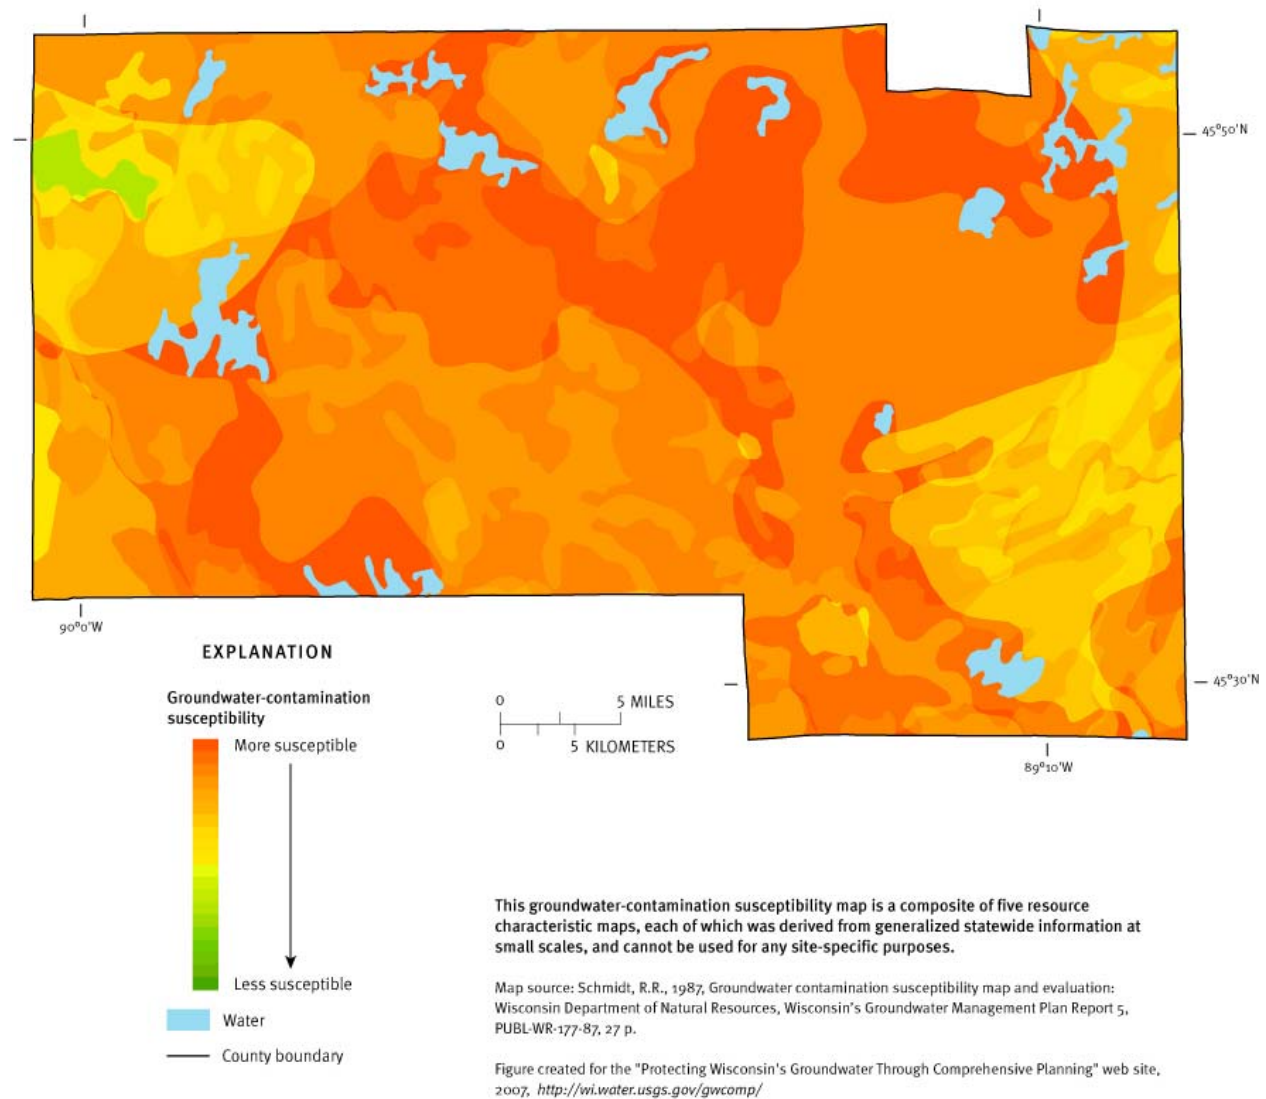 45°50'N
90°0'W
EXPLANATION
Groundwater-contamination
susceptibility
More susceptible
Less susceptible
Water
County boundary
0 5 MILES
0 5 KILOMETERS
45°30'N
89°10'W
This groundwater-contamination susceptibility map is a composite of five resource
characteristic maps, each of which was derived from generalized statewide information at
small scales, and cannot be used for any site-specific purposes.
Map source: Schmidt, R.R., 1987, Groundwater contamination susceptibility map and evaluation:
Wisconsin Department of Natural Resources, Wisconsin's Groundwater Management Plan Report 5,
PUBL-WR-177-87, 27 p.
Figure created for the "Protecting Wisconsin's Groundwater Through Comprehensive Planning" web site,
2007, http://wi.water.usgs.gov/gwcomp/